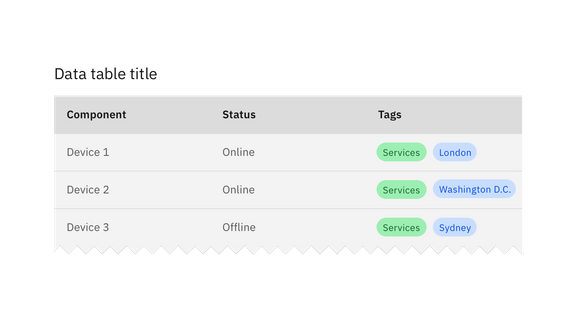 Data table title
Component Status Tags
Device 1 Online Services London
Device 2 Online Services Washington D.C.
Device 3 Offline Services Sydney